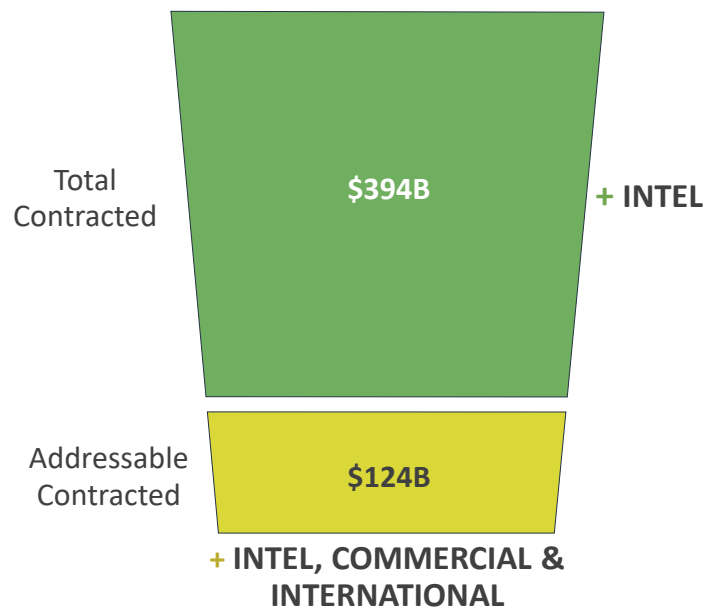 $394B
Total
Contracted
+ INTEL
Addressable
Contracted
$124B
+ INTEL, COMMERCIAL &
INTERNATIONAL